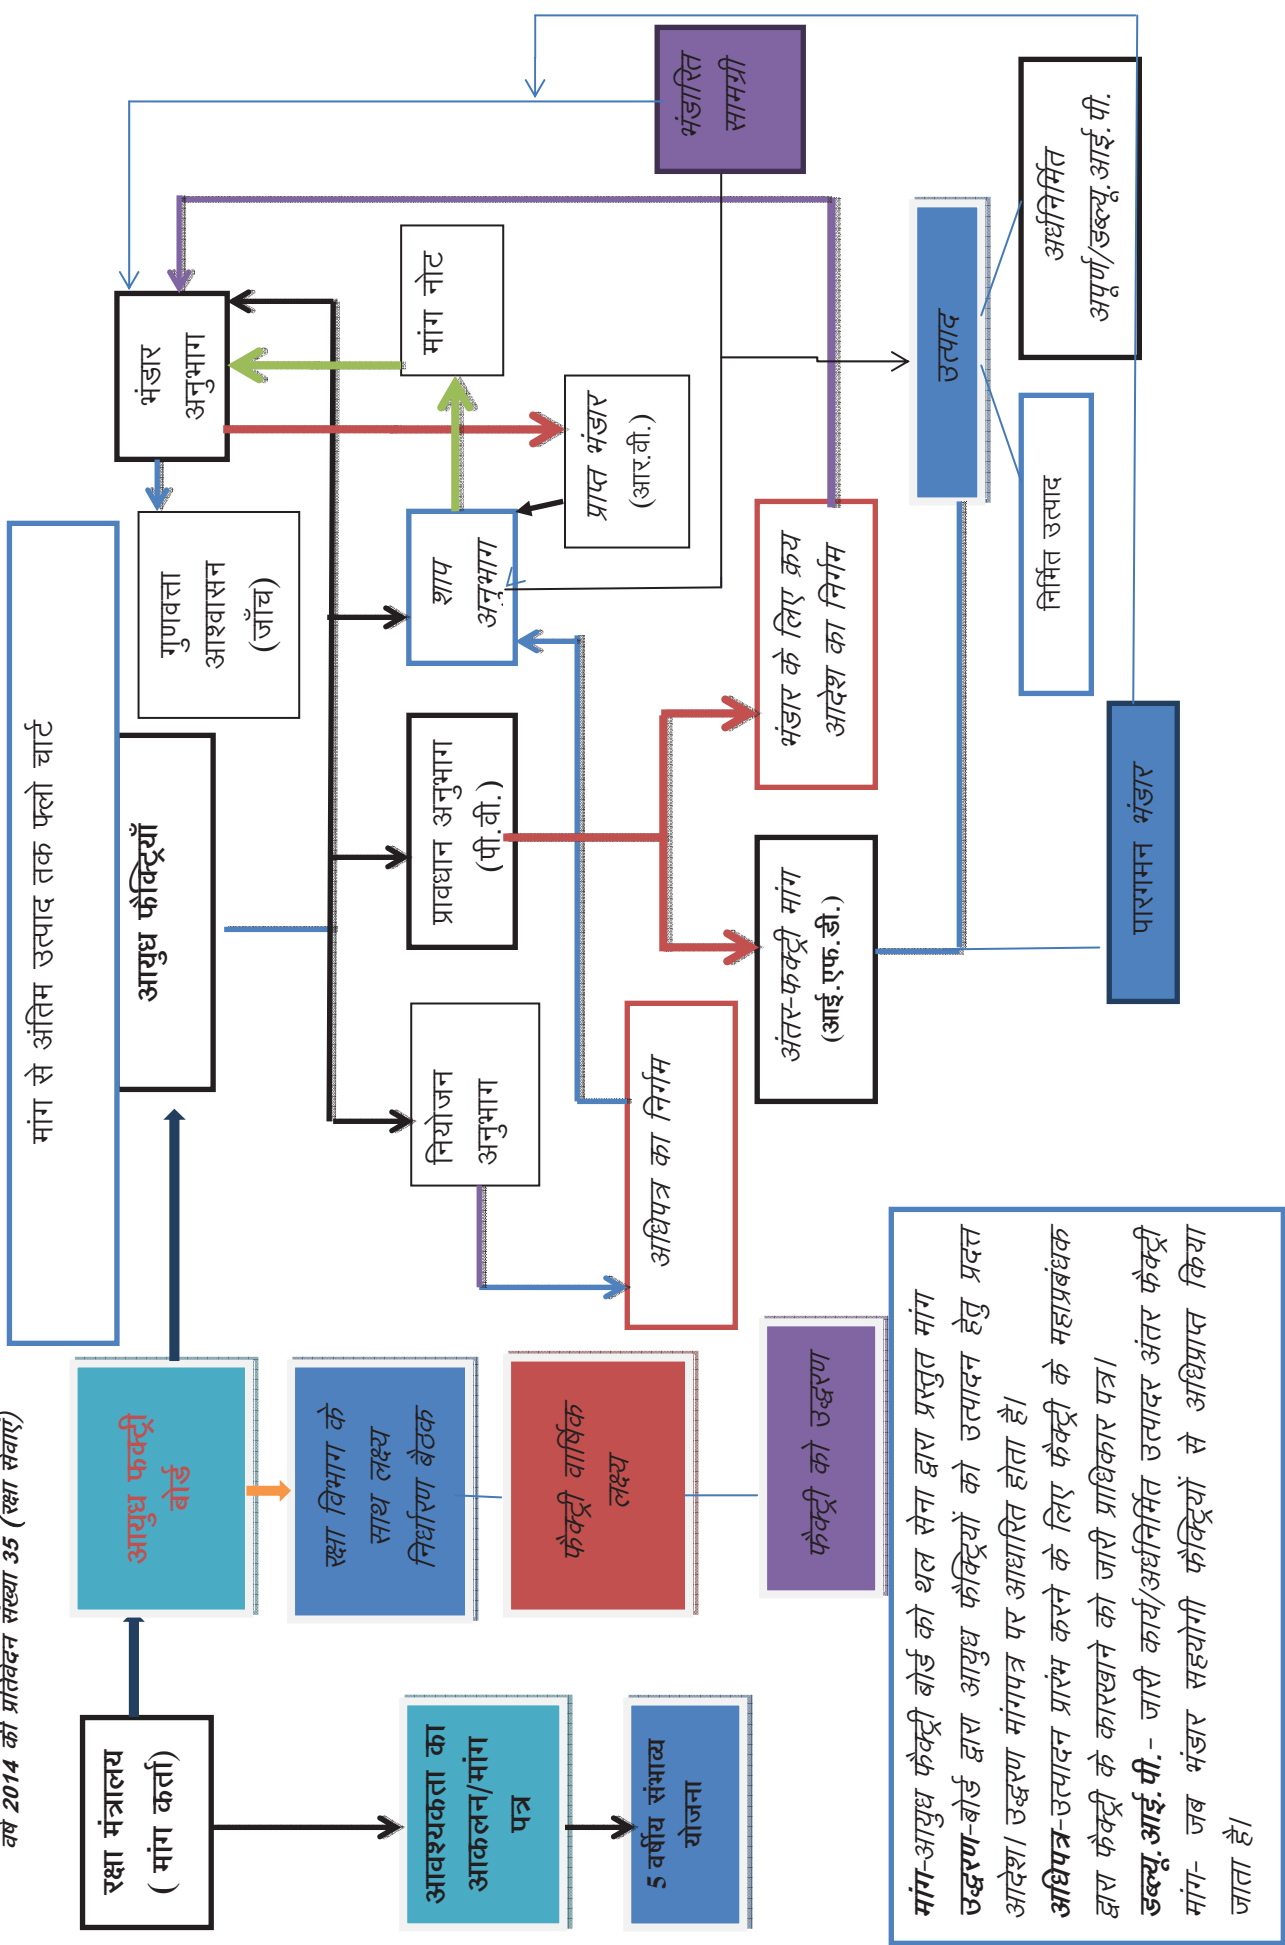 वर्ष 2014 की प्रतिवेदन संख्या 35 (रक्षा सेवाएं)
मांग से अंतिम उत्पाद तक फ्लो चार्ट
रक्षा मंत्रालय
( मांग कर्ता)
आयुध फक्ट्री
बोर्ड
आयुध फैक्ट्रियाँ
गुणवत्ता
आश्वासन
(जाँच)
भंडार
अनुभाग
आवश्यकता का
आकलन/मांग
पत्र
5 वर्षीय संभाव्य
योजना
रक्षा विभाग के
साथ लक्ष्य
निर्धारण बैठक
फैक्ट्री वार्षिक
लक्ष्य
फैक्ट्री को उद्धरण
नियोजन
अनुभाग
प्रावधान अनुभाग
(पी.वी.)
शाप
अनुभाग
मांग नोट
प्राप्त भंडार
(आर.वी.)
अधिपत्र का निर्गम
अंतर-फक्ट्री मांग
(आई.एफ.डी.)
भंडार के लिए क्रय
आदेश का निर्गम
भंडारित
सामग्री
उत्पाद
निर्मित उत्पाद
अर्धनिर्मित
अपूर्ण/डब्ल्यू.आई.पी.
पारगमन भंडार
मांग-आयुध फैक्ट्री बोर्ड को थल सेना द्वारा प्रस्तुत मांग
उद्धरण-बोर्ड द्वारा आयुध फैक्ट्रियों को उत्पादन हेतु प्रदत्त
आदेश। उद्धरण मांगपत्र पर आधारित होता है।
अधिपत्र-उत्पादन प्रारंभ करने के लिए फैक्ट्री के महाप्रबंधक
द्वारा फैक्ट्री के कारखाने को जारी प्राधिकार पत्र।
डब्ल्यू.आई.पी. - जारी कार्य/अर्धनिर्मित उत्पादर अंतर फैक्ट्री
मांग- जब भंडार सहयोगी फैक्ट्रियों से अधिप्राप्त किया
जाता है।